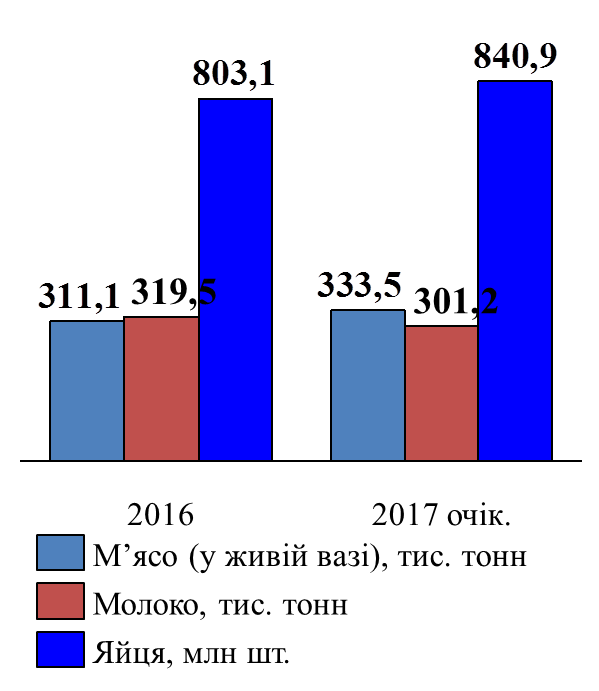 803,1
840,9
311,1
319,5
333,5
301,2
2016
2017 очік.
М’ясо (у живій вазі), тис. тонн
Молоко, тис. тонн
Яйця, млн шт.